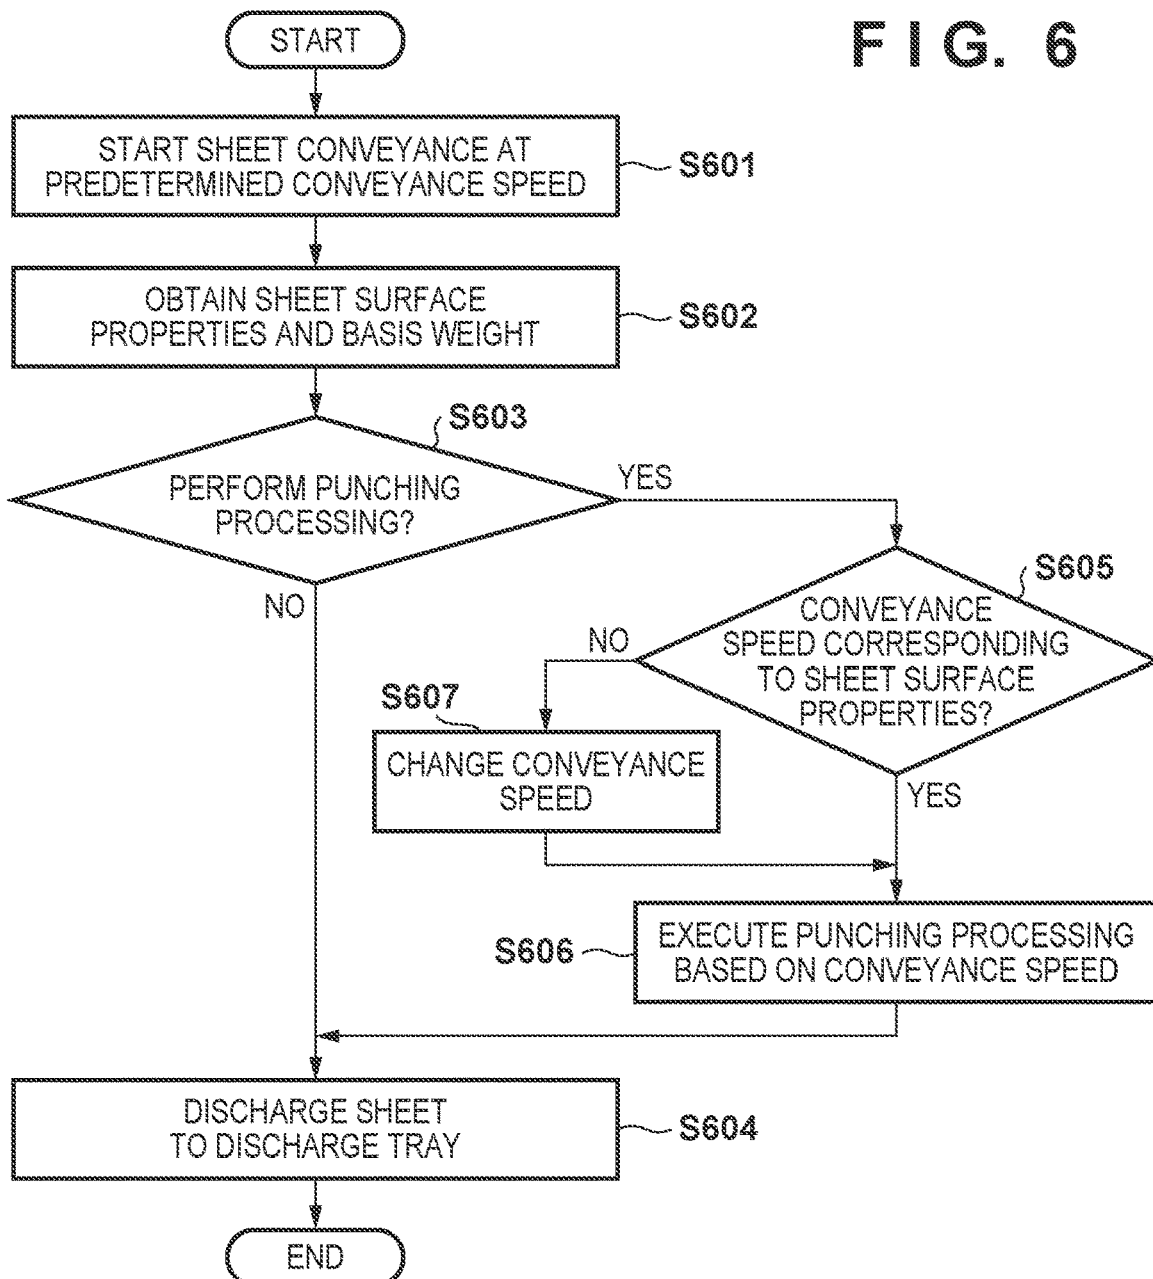 FIG. 6
START
START SHEET CONVEYANCE AT
PREDETERMINED CONVEYANCE SPEED
S601
OBTAIN SHEET SURFACE
PROPERTIES AND BASIS WEIGHT
S602
S603
PERFORM PUNCHING
PROCESSING?
YES
NO
S605
CONVEYANCE
SPEED CORRESPONDING
TO SHEET SURFACE
PROPERTIES?
NO
YES
S607
CHANGE CONVEYANCE
SPEED
S606
EXECUTE PUNCHING PROCESSING
BASED ON CONVEYANCE SPEED
DISCHARGE SHEET
TO DISCHARGE TRAY
S604
END